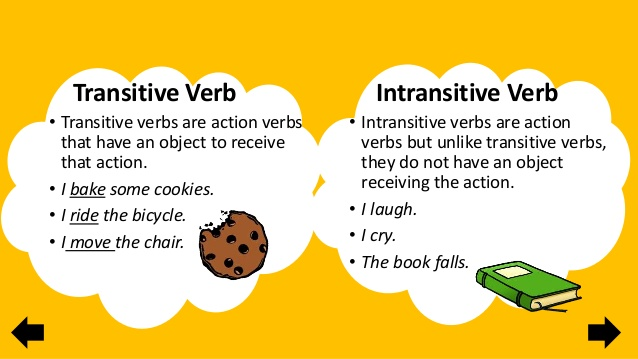 Transitive Verb
• Transitive verbs are action verbs
that have an object to receive
that action.
• I bake some cookies.
• I ride the bicycle.
• I move the chair.
Intransitive Verb
• Intransitive verbs are action
verbs but unlike transitive verbs,
they do not have an object
receiving the action.
• I laugh.
• I cry.
• The book falls.